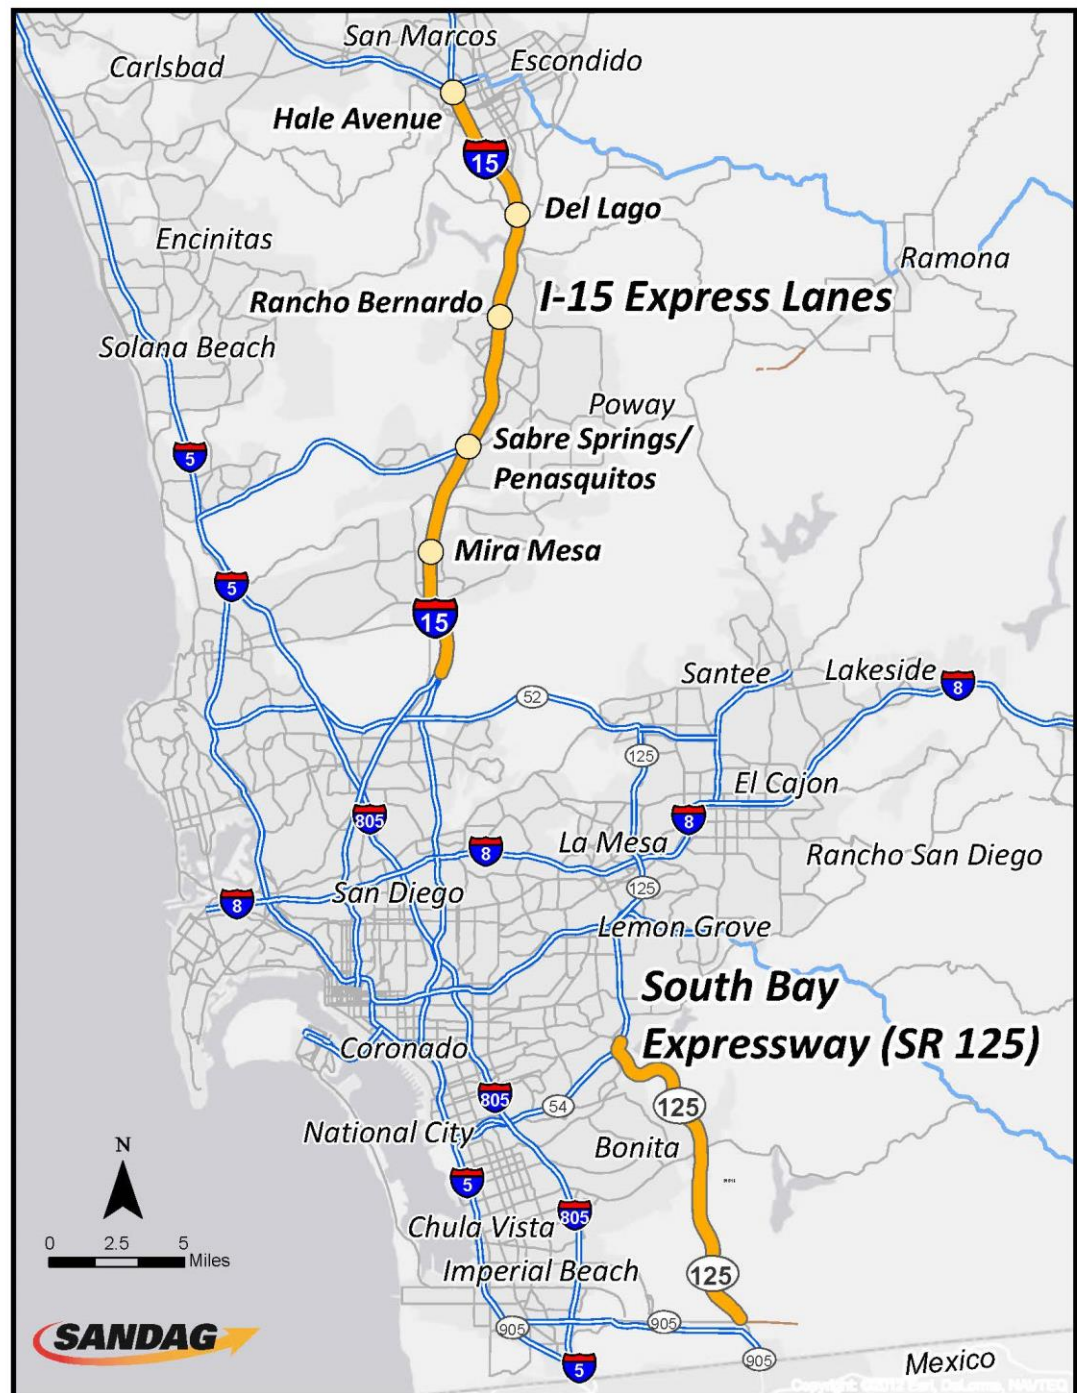 San Marcos
Carlsbad
Escondido
Hale Avenue
15
Del Lago
Encinitas
Ramona
Rancho Bernardo
I-15 Express Lanes
Solana Beach
Poway
5
Sabre Springs/
Penasquitos
Mira Mesa
5
15
Santee
Lakeside
8
52
125
El Cajon
805
8
La Mesa
8
Rancho San Diego
125
San Diego
8
Lemon Grove
South Bay
Expressway (SR 125)
Coronado
805
54
125
National City
Bonita
N
5
805
Chula Vista
0 2.5 5
Miles
Imperial Beach
125
905
905
SANDAG
905
5
Mexico